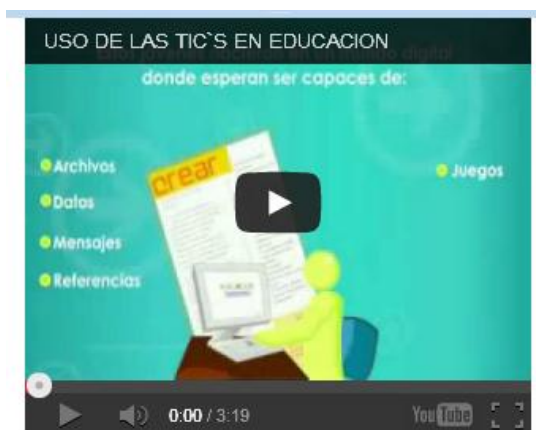 USO DE LAS TIC`S EN EDUCACION
donde esperan ser capaces de:
Archivos
Datos
Mensajes
Referencias
crear
Juegos
0:00 / 3:19
YouTube